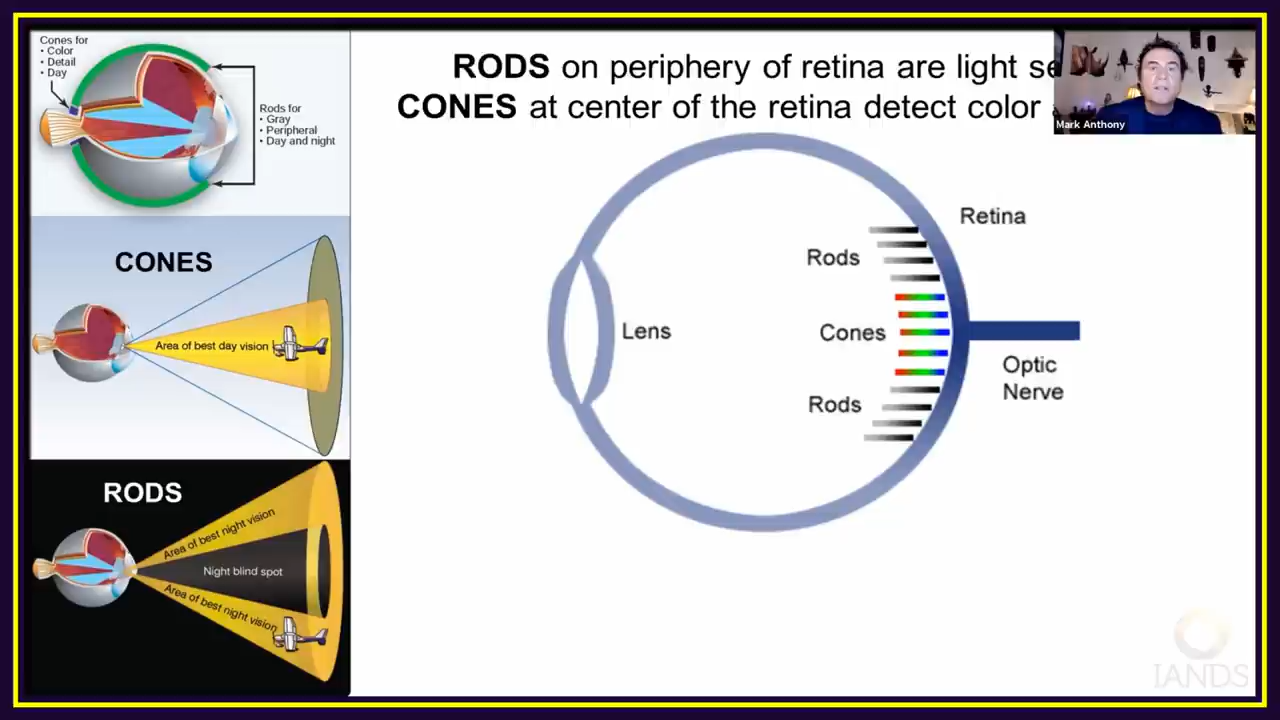 RODS on periphery of retina are light
CONES at center of the retina detect color
Mark Anthony
Cones for
• Color
• Detail
• Day
Rods for
• Gray
• Peripheral
• Day and night
CONES
Area of best day vision
RODS
Area of best night vision
Night blind spot
Area of best night vision
Retina
Rods
Lens
Cones
Optic
Nerve
Rods
IANDS